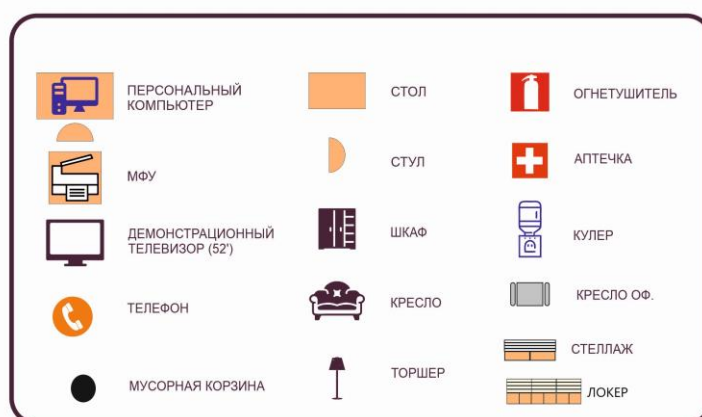 ПЕРСОНАЛЬНЫЙ
КОМПЬЮТЕР
МФУ
ДЕМОНСТРАЦИОННЫЙ
ТЕЛЕВИЗОР (52')
ТЕЛЕФОН
МУСОРНАЯ КОРЗИНА
СТОЛ
СТУЛ
ШКАФ
КРЕСЛО
ТОРШЕР
ОГНЕТУШИТЕЛЬ
АПТЕЧКА
КУЛЕР
КРЕСЛО ОФ.
СТЕЛЛАЖ
ЛОКЕР